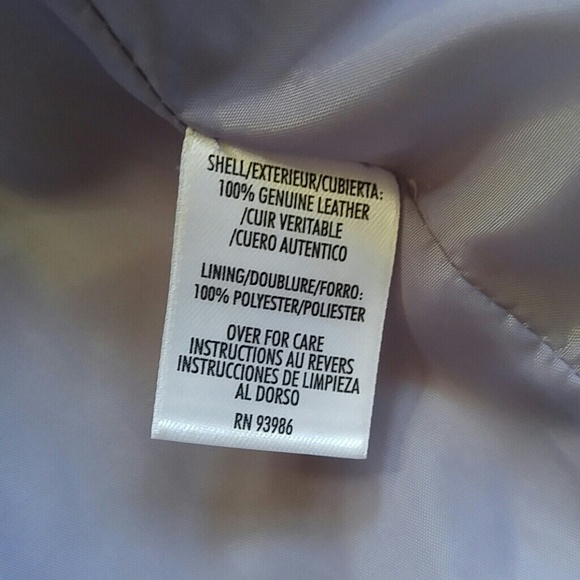 SHELL/EXTERIEUR/CUBIERTA:
100% GENUINE LEATHER
/CUIR VERITABLE
/CUERO AUTENTICO
LINING/DOUBLURE/FORRO:
100% POLYESTER/POLIESTER
OVER FOR CARE
INSTRUCTIONS AU REVERS
INSTRUCCIONES DE LIMPIEZA
AL DORSO
RN 93986